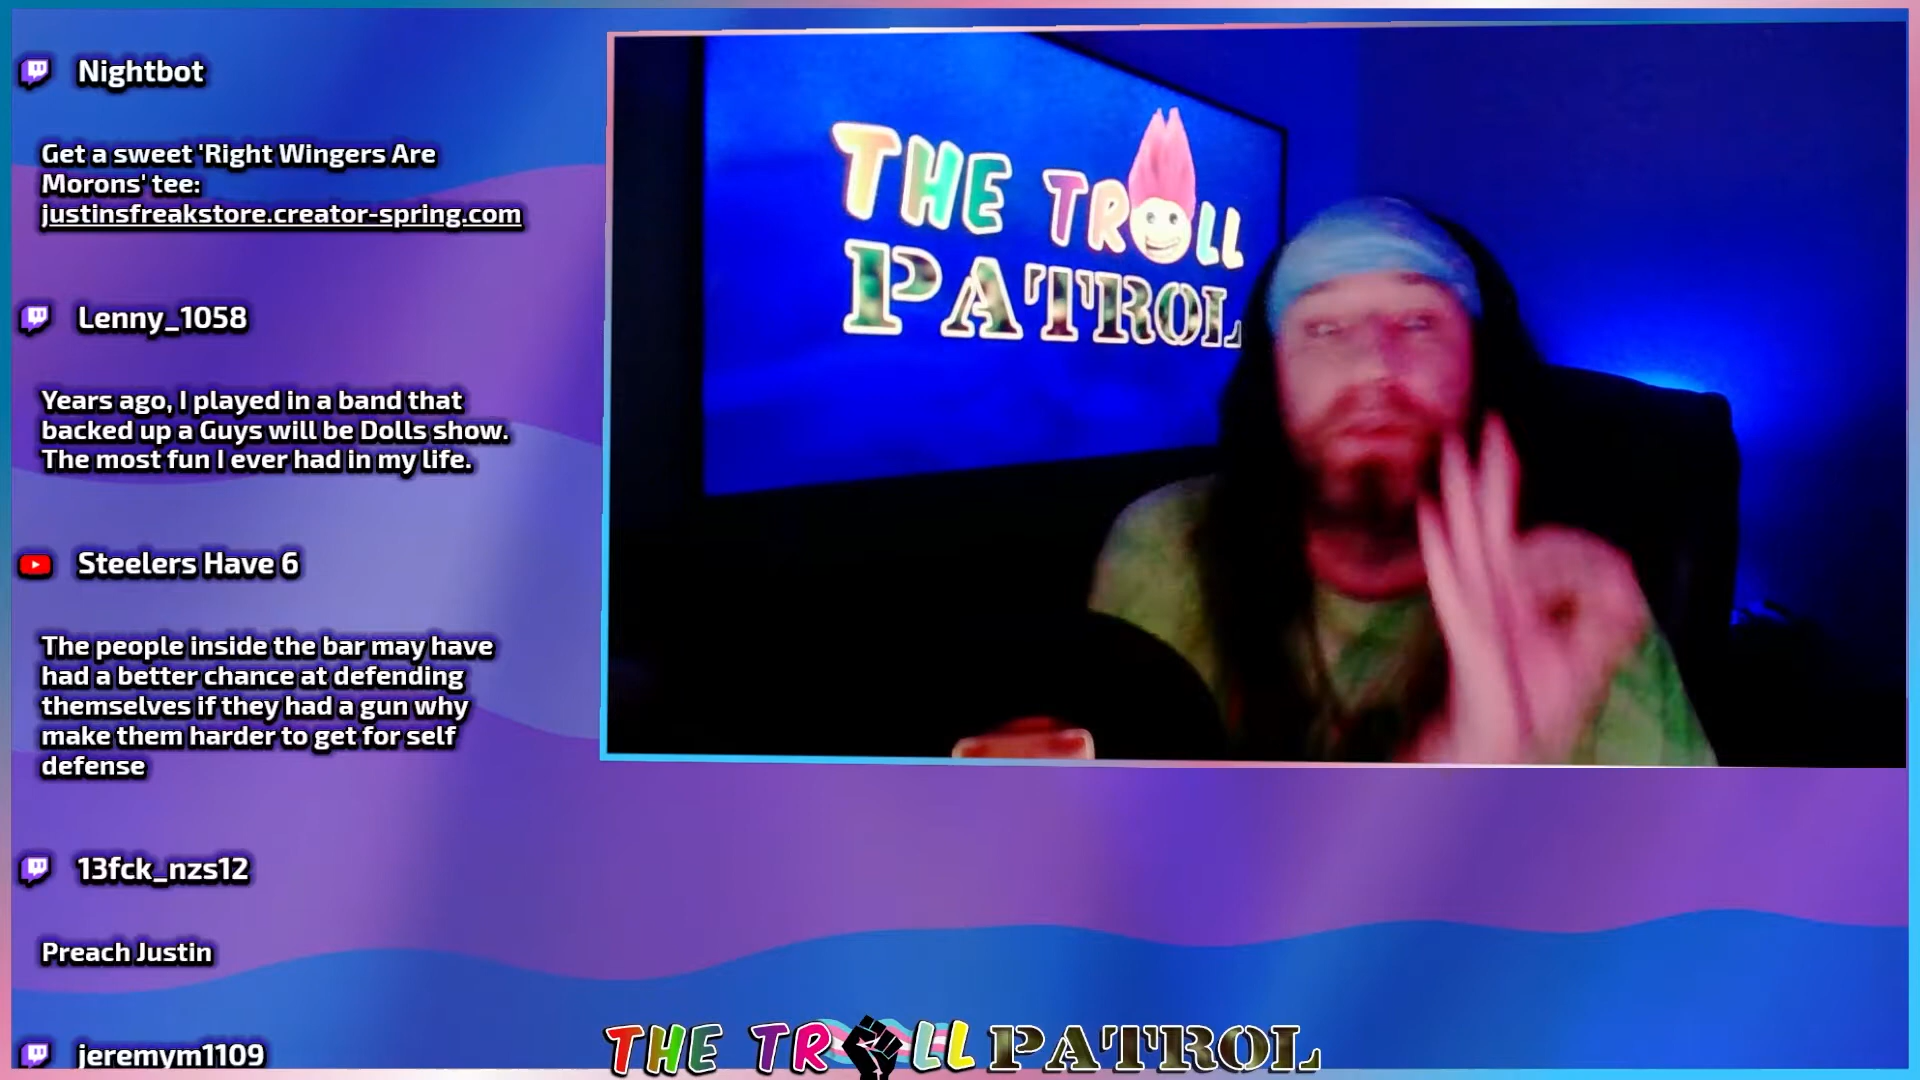 Nightbot
Get a sweet 'Right Wingers Are
Morons' tee:
justinsfreakstore.creator-spring.com
Lenny_1058
Years ago, I played in a band that
backed up a Guys will be Dolls show.
The most fun I ever had in my life.
Steelers Have 6
The people inside the bar may have
had a better chance at defending
themselves if they had a gun why
make them harder to get for self
defense
13fck_nzs12
Preach Justin
jeremym1109
THE TROLL
PATROL
THE TROLL PATROL